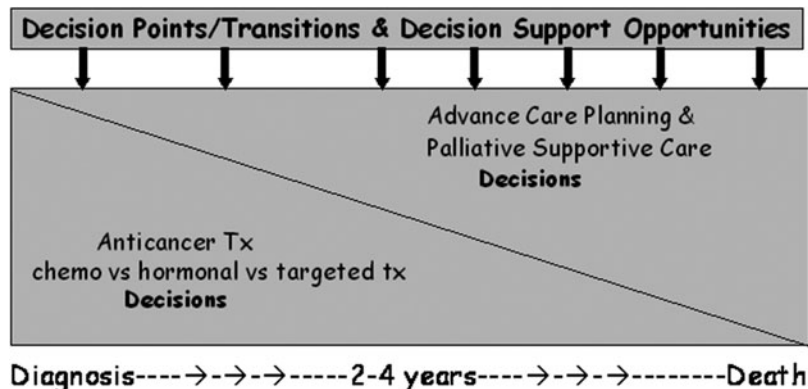 Decision Points/Transitions & Decision Support Opportunities
Advance Care Planning &
Palliative Supportive Care
Decisions
Anticancer Tx
chemo vs hormonal vs targeted tx
Decisions
Diagnosis----→-→-→-----2-4 years----→-→-→--------Death